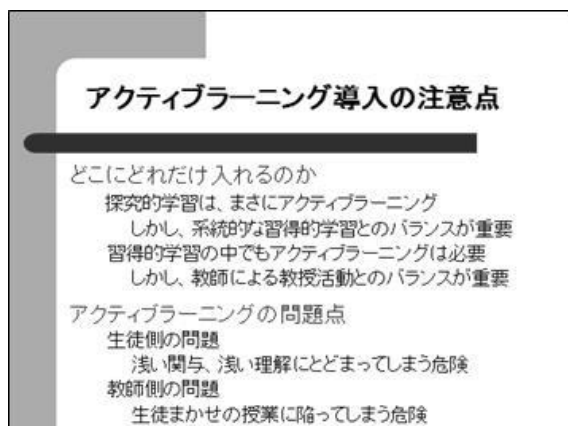 アクティブラーニング導入の注意点
どこにどれだけ入れるのか
探究的学習は、まさにアクティブラーニング
しかし、系統的な習得的学習とのバランスが重要
習得的学習の中でもアクティブラーニングは必要
しかし、教師による教授活動とのバランスが重要
アクティブラーニングの問題点
生徒側の問題
浅い関与、浅い理解にとどまってしまう危険
教師側の問題
生徒まかせの授業に陥ってしまう危険